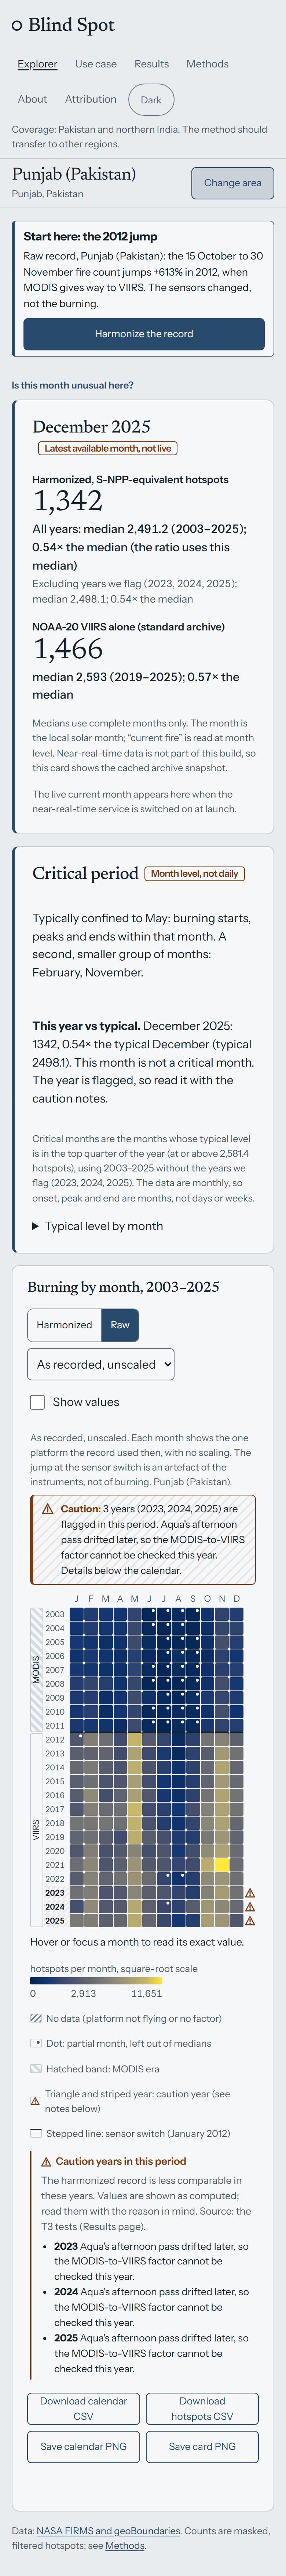 Blind Spot
Explorer Use case Results Methods
About Attribution Dark
Coverage: Pakistan and northern India. The method should
transfer to other regions.
Punjab (Pakistan)
Punjab, Pakistan
Change area
Start here: the 2012 jump
Raw record, Punjab (Pakistan): the 15 October to 30
November fire count jumps +613% in 2012, when
MODIS gives way to VIIRS. The sensors changed,
not the burning.
Harmonize the record
Is this month unusual here?
December 2025
Latest available month, not live
Harmonized, S-NPP-equivalent hotspots
1,342
All years: median 2,491.2 (2003–2025);
0.54× the median (the ratio uses this
median)
Excluding years we flag (2023, 2024, 2025):
median 2,498.1; 0.54× the median
NOAA-20 VIIRS alone (standard archive)
1,466
median 2,593 (2019–2025); 0.57× the
median
Medians use complete months only. The month is
the local solar month; “current fire” is read at month
level. Near-real-time data is not part of this build, so
this card shows the cached archive snapshot.
The live current month appears here when the
near-real-time service is switched on at launch.
Critical period Month level, not daily
Typically confined to May: burning starts,
peaks and ends within that month. A
second, smaller group of months:
February, November.
This year vs typical. December 2025:
1342, 0.54× the typical December (typical
2498.1). This month is not a critical month.
The year is flagged, so read it with the
caution notes.
Critical months are the months whose typical level
is in the top quarter of the year (at or above 2,581.4
hotspots), using 2003–2025 without the years we
flag (2023, 2024, 2025). The data are monthly, so
onset, peak and end are months, not days or weeks.
Typical level by month
Burning by month, 2003–2025
Harmonized Raw
As recorded, unscaled
Show values
As recorded, unscaled. Each month shows the one
platform the record used then, with no scaling. The
jump at the sensor switch is an artefact of the
instruments, not of burning. Punjab (Pakistan).
Caution: 3 years (2023, 2024, 2025) are
flagged in this period. Aqua's afternoon
pass drifted later, so the MODIS-to-VIIRS
factor cannot be checked this year.
Details below the calendar.
J F M A M J J A S O N D
MODIS
2003
2004
2005
2006
2007
2008
2009
2010
2011
VIIRS
2012
2013
2014
2015
2016
2017
2018
2019
2020
2021
2022
2023
2024
2025
Hover or focus a month to read its exact value.
hotspots per month, square-root scale
0 2,913 11,651
No data (platform not flying or no factor)
Dot: partial month, left out of medians
Hatched band: MODIS era
Triangle and striped year: caution year (see
notes below)
Stepped line: sensor switch (January 2012)
Caution years in this period
The harmonized record is less comparable in
these years. Values are shown as computed;
read them with the reason in mind. Source: the
T3 tests (Results page).
• 2023 Aqua's afternoon pass drifted later, so
the MODIS-to-VIIRS factor cannot be
checked this year.
• 2024 Aqua's afternoon pass drifted later, so
the MODIS-to-VIIRS factor cannot be
checked this year.
• 2025 Aqua's afternoon pass drifted later, so
the MODIS-to-VIIRS factor cannot be
checked this year.
Download calendar
CSV
Download
hotspots CSV
Save calendar PNG
Save card PNG
Data: NASA FIRMS and geoBoundaries. Counts are masked,
filtered hotspots; see Methods.